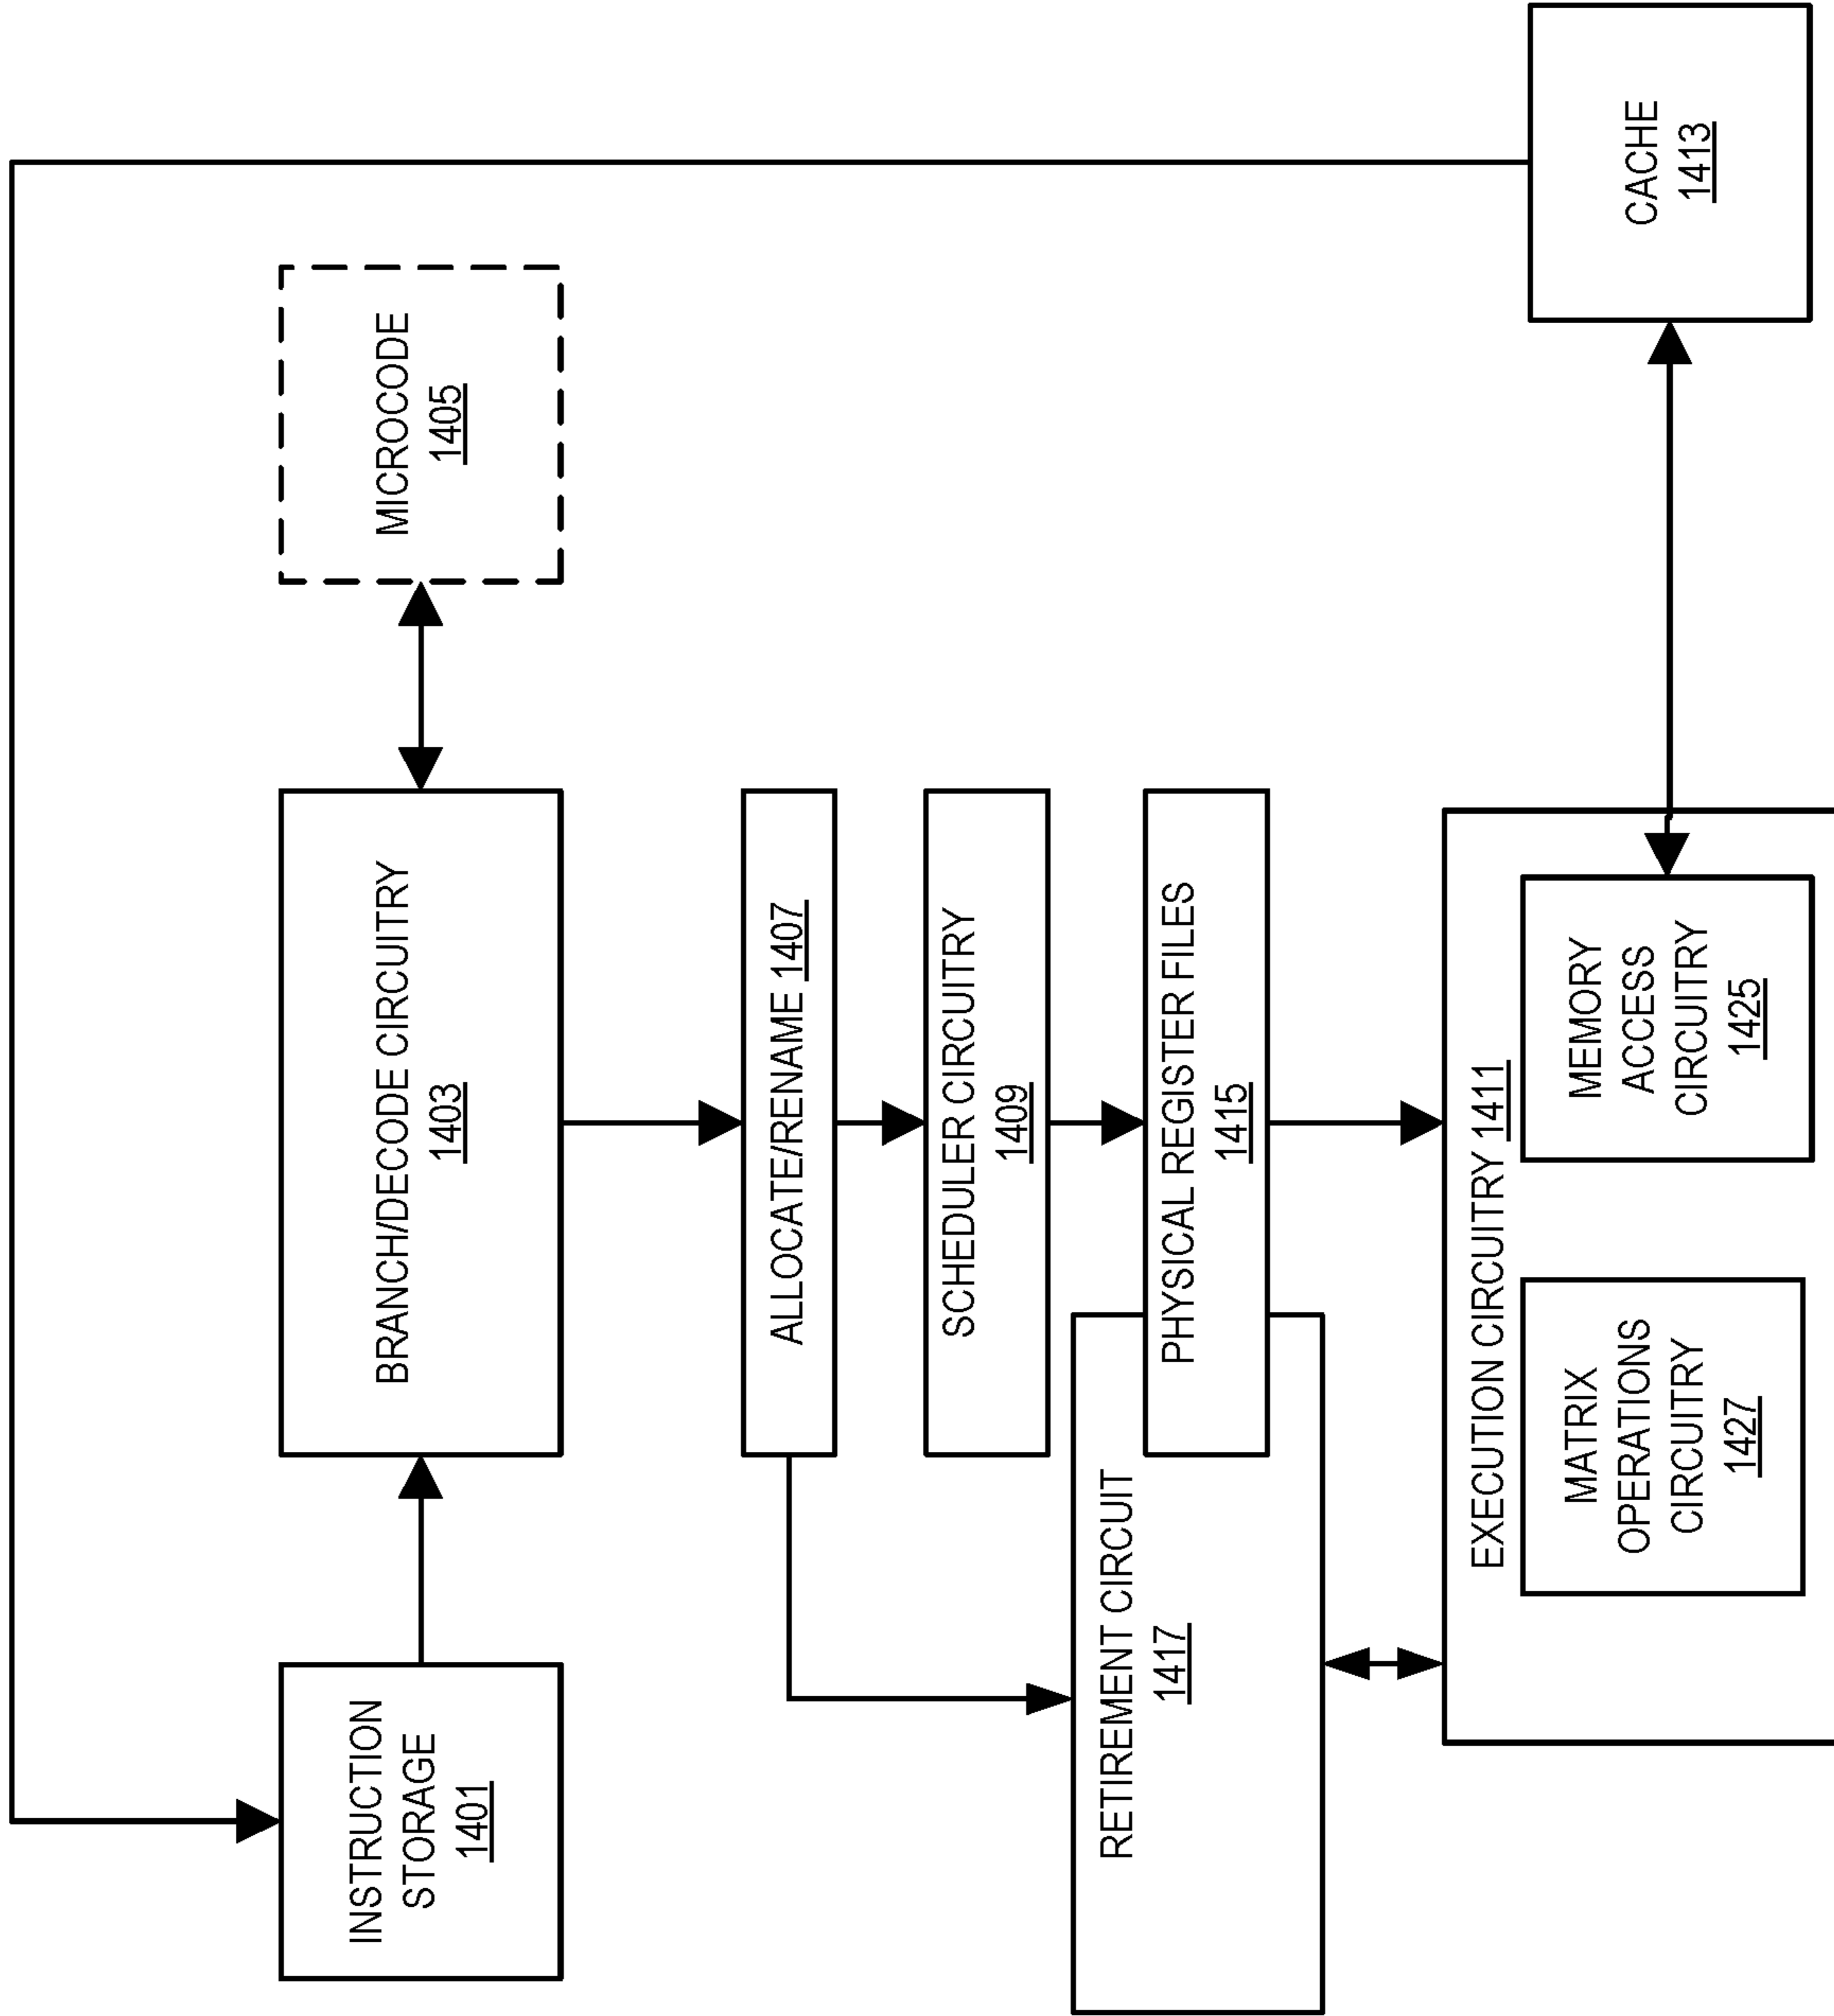 INSTRUCTION
STORAGE
1401
BRANCH/DECODE CIRCUITRY
1403
MICROCODE
1405
ALLOCATE/RENAME 1407
SCHEDULER CIRCUITRY
1409
RETIREMENT CIRCUIT
1417
PHYSICAL REGISTER FILES
1415
EXECUTION CIRCUITRY 1411
MATRIX
OPERATIONS
CIRCUITRY
1427
MEMORY
ACCESS
CIRCUITRY
1425
CACHE
1413